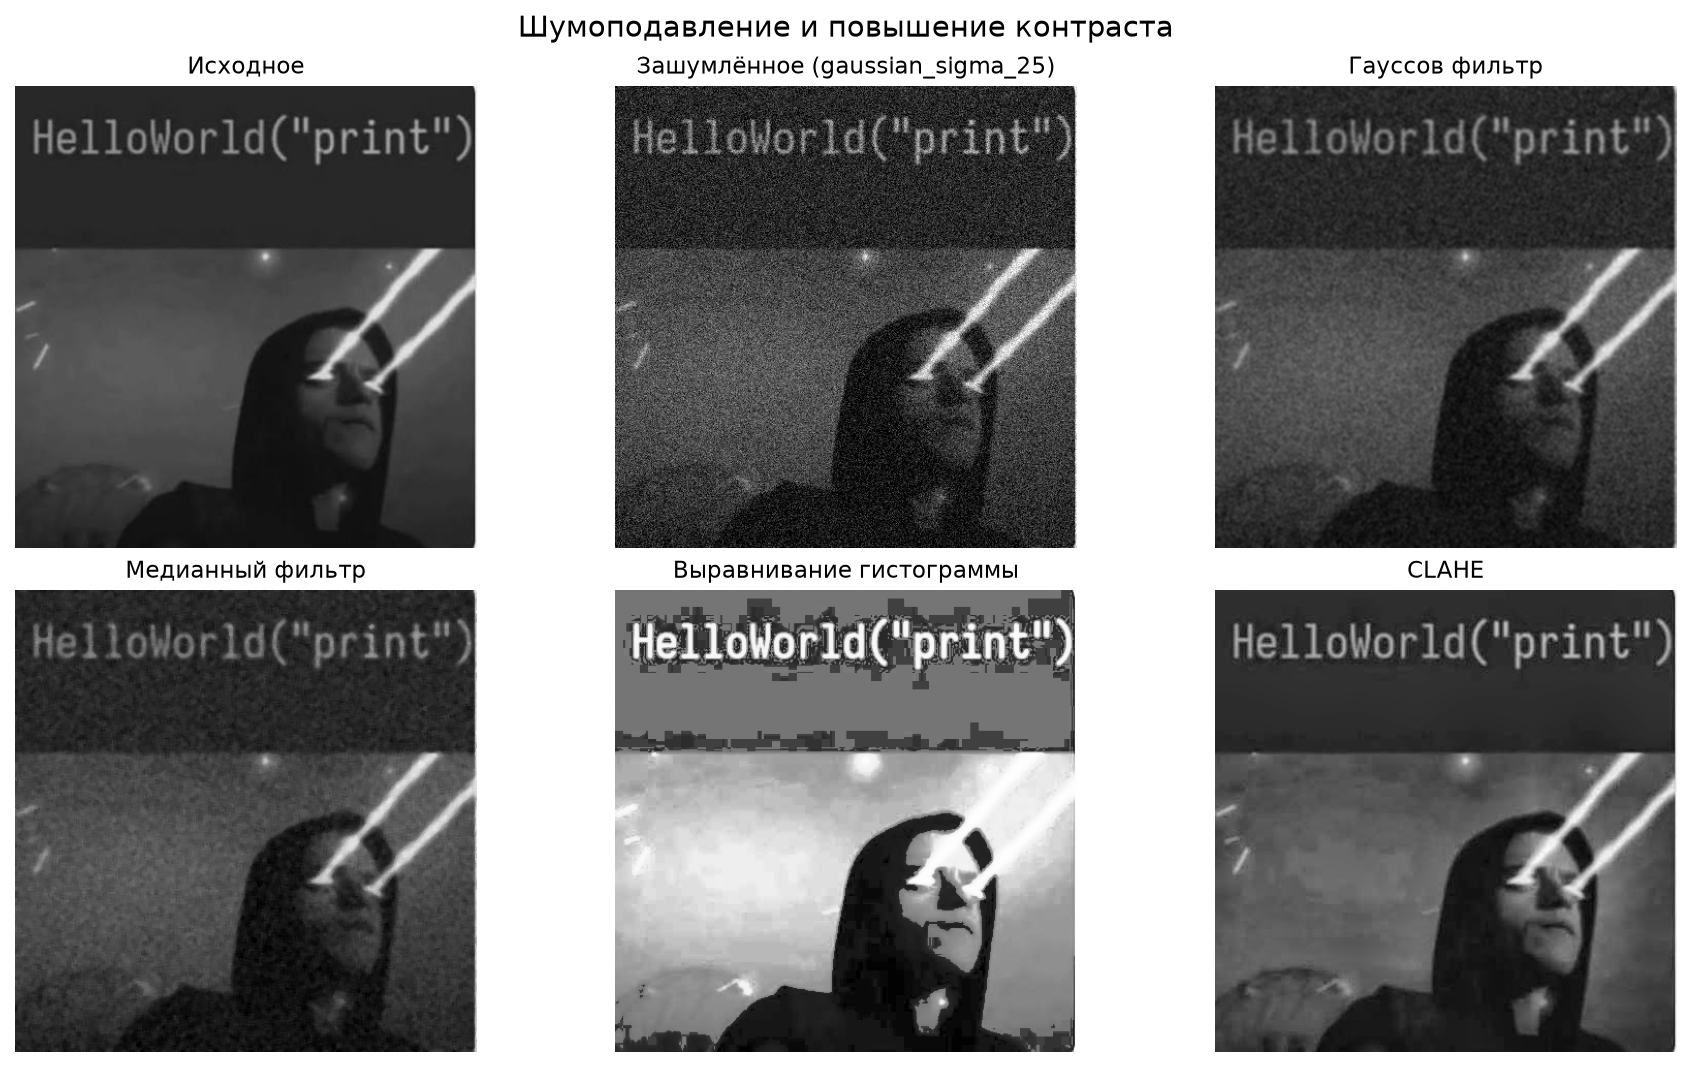 Шумоподавление и повышение контраста
Исходное
Зашумлённое (gaussian_sigma_25)
Гауссов фильтр
HelloWorld("print")
HelloWorld("print")
HelloWorld("print")
Медианный фильтр
Выравнивание гистограммы
CLAHE
HelloWorld("print")
HelloWorld("print")
HelloWorld("print")